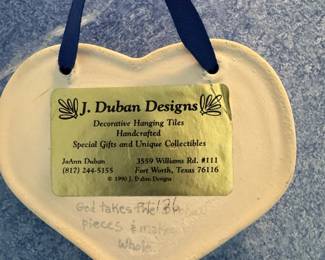 J. Duban Designs
Decorative Hanging Tiles
Handcrafted
Special Gifts and Unique Collectibles
JoAnn Duban 3559 Williams Rd. #111
(817) 244-5155 Fort Worth, Texas 76116
© 1990 J. Duban Designs
God takes the
pieces & makes
whole.